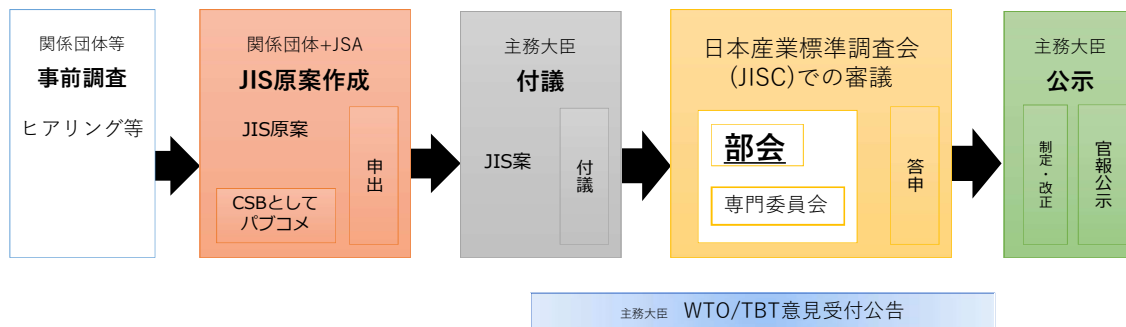 関係団体等
事前調査
ヒアリング等
関係団体+JSA
JIS原案作成
JIS原案
申出
CSBとして
パブコメ
主務大臣
付議
JIS案
付議
日本産業標準調査会
(JISC)での審議
部会
専門委員会
答申
主務大臣
公示
制定・改正
官報公示
主務大臣 WTO/TBT意見受付公告